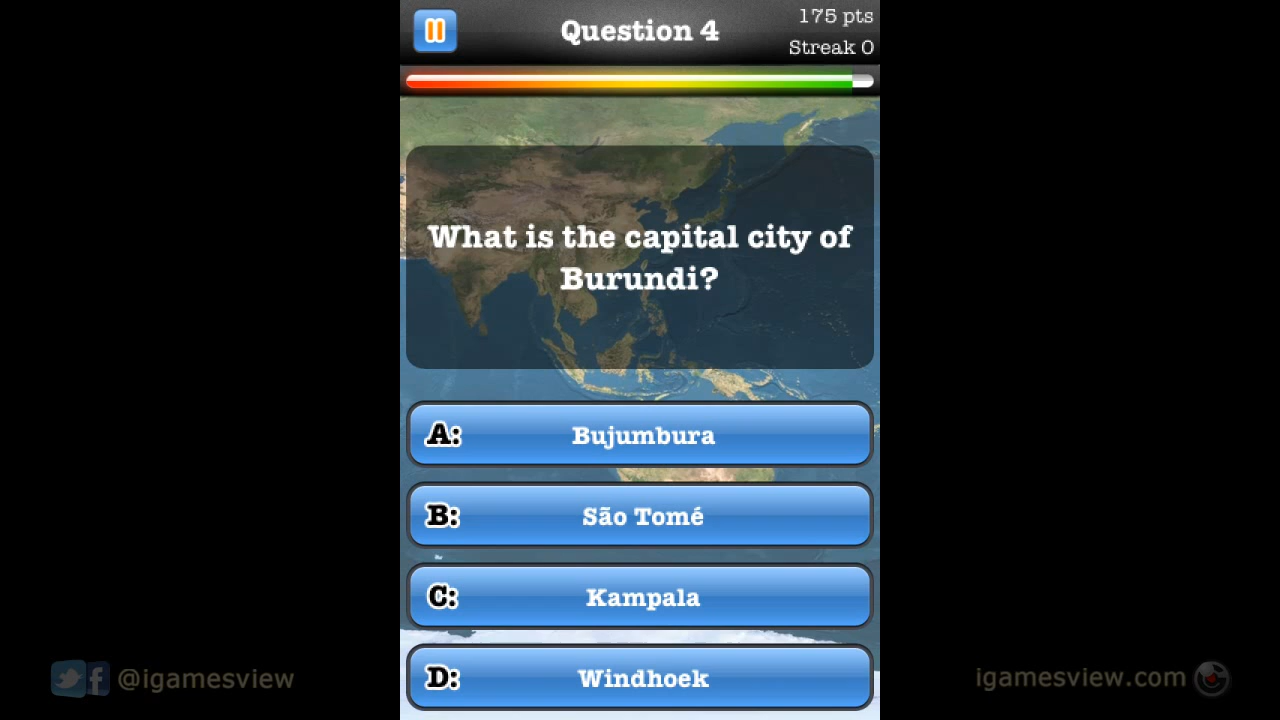 Question 4
175 pts
Streak 0
What is the capital city of
Burundi?
A: Bujumbura
B: São Tomé
C: Kampala
D: Windhoek
@igamesview
igamesview.com